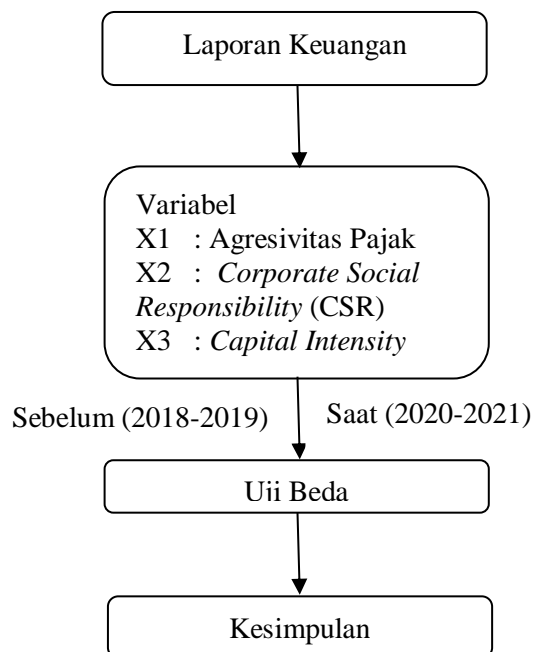 Laporan Keuangan
Variabel
X1 : Agresivitas Pajak
X2 : Corporate Social
Responsibility (CSR)
X3 : Capital Intensity
Sebelum (2018-2019) Saat (2020-2021)
Uji Beda
Kesimpulan